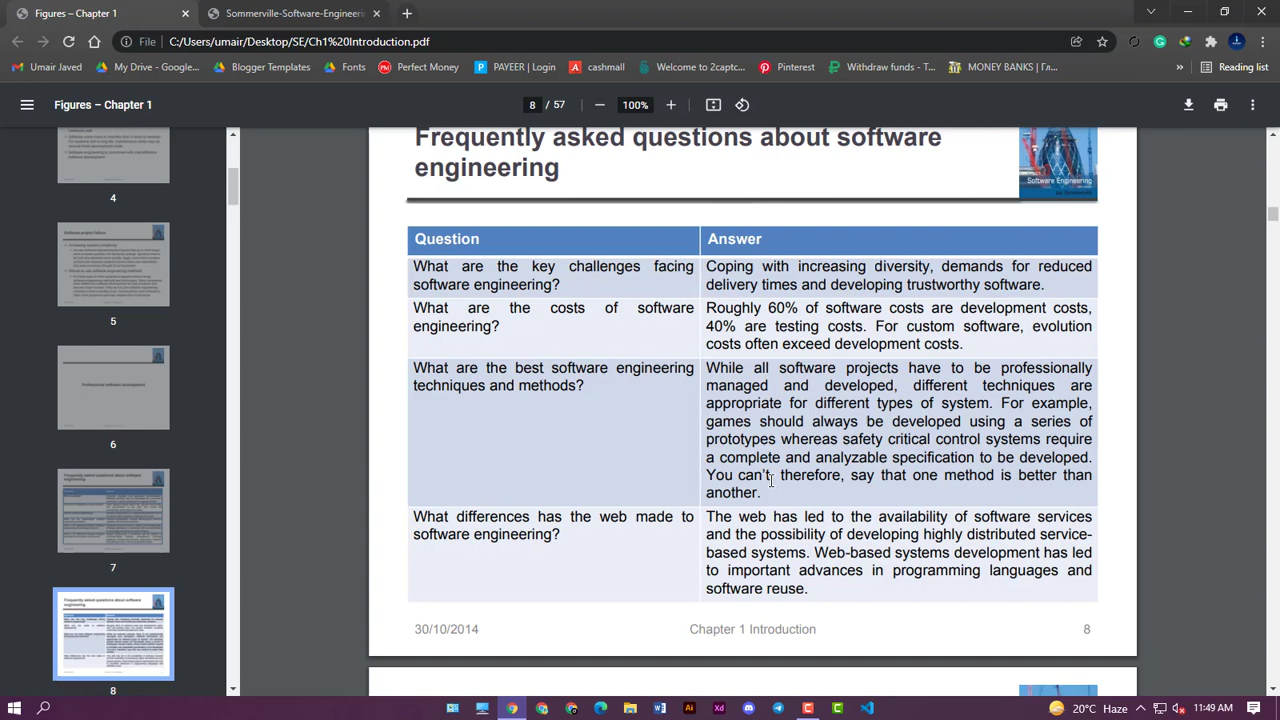 Figures – Chapter 1
Sommerville-Software-Engineeri
File C:/Users/umair/Desktop/SE/Ch1%20Introduction.pdf
Umair Javed
My Drive - Google...
Blogger Templates
Fonts
Perfect Money
PAYEER | Login
cashmall
Welcome to 2captc...
Pinterest
Withdraw funds - T...
MONEY BANKS | Гл...
»
Reading list
Figures – Chapter 1
8 / 57
100%
4
5
6
7
8
Software project failure
Professional software development
Frequently asked questions about software
engineering
Frequently asked questions about software
engineering
Software Engineering
Question
Answer
What are the key challenges facing
software engineering?
Coping with increasing diversity, demands for reduced
delivery times and developing trustworthy software.
What are the costs of software
engineering?
Roughly 60% of software costs are development costs,
40% are testing costs. For custom software, evolution
costs often exceed development costs.
What are the best software engineering
techniques and methods?
While all software projects have to be professionally
managed and developed, different techniques are
appropriate for different types of system. For example,
games should always be developed using a series of
prototypes whereas safety critical control systems require
a complete and analyzable specification to be developed.
You can't therefore, say that one method is better than
another.
What differences has the web made to
software engineering?
The web has led to the availability of software services
and the possibility of developing highly distributed service-
based systems. Web-based systems development has led
to important advances in programming languages and
software reuse.
30/10/2014
Chapter 1 Introduction
8
20°C Haze
11:49 AM